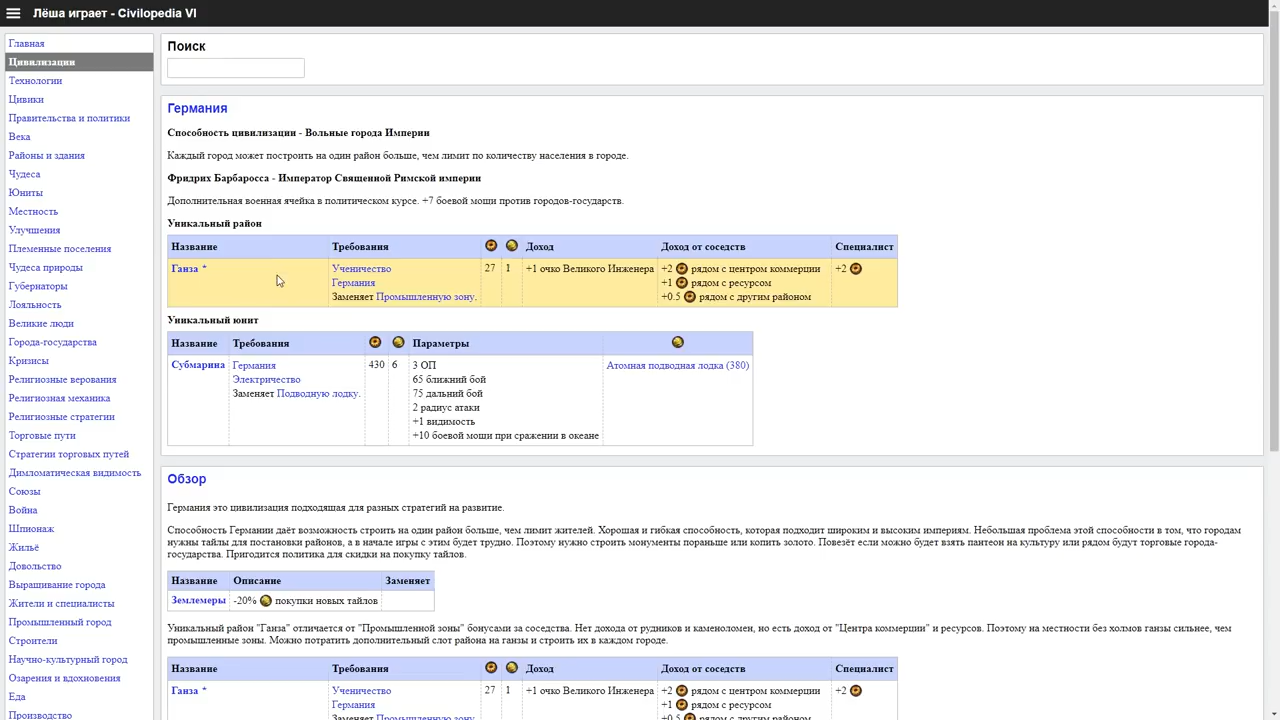 Лёша играет - Civilopedia VI
Главная
Цивилизации
Технологии
Цивики
Правительства и политики
Века
Районы и здания
Чудеса
Юниты
Местность
Улучшения
Племенные поселения
Чудеса природы
Губернаторы
Лояльность
Великие люди
Города-государства
Кризисы
Религиозные верования
Религиозная механика
Религиозные стратегии
Торговые пути
Стратегии торговых путей
Димломатическая видимость
Союзы
Война
Шпионаж
Жильё
Довольство
Выращивание города
Жители и специалисты
Промышленный город
Строители
Научно-культурный город
Озарения и вдохновения
Еда
Производство
Поиск
Германия
Способность цивилизации - Вольные города Империи
Каждый город может построить на один район больше, чем лимит по количеству населения в городе.
Фридрих Барбаросса - Император Священной Римской империи
Дополнительная военная ячейка в политическом курсе. +7 боевой мощи против городов-государств.
Уникальный район
Название Требования Доход Доход от соседств Специалист
Ганза * Ученичество 27 1 +1 очко Великого Инженера +2 рядом с центром коммерции +2
Германия +1 рядом с ресурсом
Заменяет Промышленную зону. +0.5 рядом с другим районом
Уникальный юнит
Название Требования Параметры
Субмарина Германия 430 6 3 ОП Атомная подводная лодка (380)
Электричество 65 ближний бой
Заменяет Подводную лодку. 75 дальний бой
2 радиус атаки
+1 видимость
+10 боевой мощи при сражении в океане
Обзор
Германия это цивилизация подходящая для разных стратегий на развитие.
Способность Германии даёт возможность строить на один район больше, чем лимит жителей. Хорошая и гибкая способность, которая подходит широким и высоким империям. Небольшая проблема этой способности в том, что городам
нужны тайлы для постановки районов, а в начале игры с этим будет трудно. Поэтому нужно строить монументы пораньше или копить золото. Повезёт если можно будет взять пантеон на культуру или рядом будут торговые города-
государства. Пригодится политика для скидки на покупку тайлов.
Название Описание Заменяет
Землемеры -20% покупки новых тайлов
Уникальный район "Ганза" отличается от "Промышленной зоны" бонусами за соседства. Нет дохода от рудников и каменоломен, но есть доход от "Центра коммерции" и ресурсов. Поэтому на местности без холмов ганзы сильнее, чем
промышленные зоны. Можно потратить дополнительный слот района на ганзы и строить их в каждом городе.
Название Требования Доход Доход от соседств Специалист
Ганза * Ученичество 27 1 +1 очко Великого Инженера +2 рядом с центром коммерции +2
Германия +1 рядом с ресурсом
Заменяет Промышленную зону. +0.5 рядом с другим районом